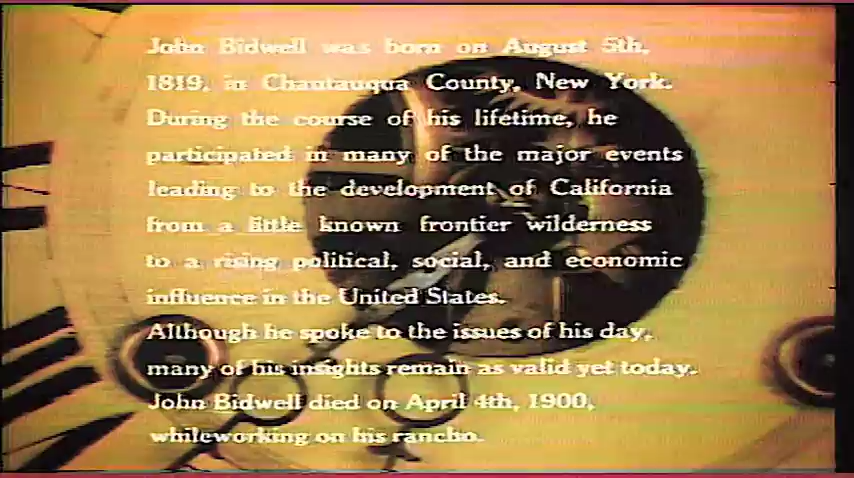 John Bidwell was born on August 5th,
1819, in Chautauqua County, New York.
During the course of his lifetime, he
participated in many of the major events
leading to the development of California
from a little known frontier wilderness
to a rising political, social, and economic
influence in the United States.
Although he spoke to the issues of his day,
many of his insights remain as valid yet today.
John Bidwell died on April 4th, 1900,
whileworking on his rancho.